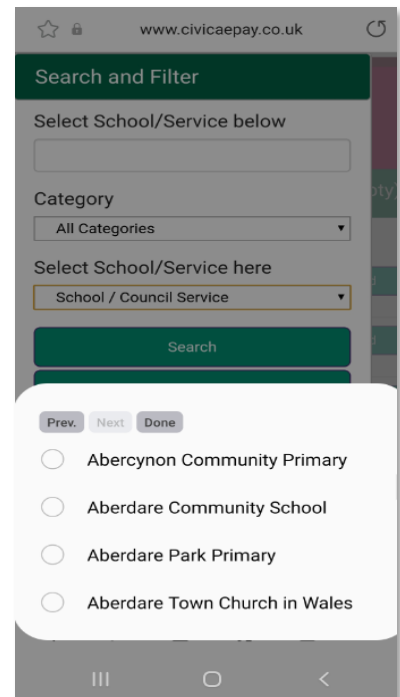 www.civicaepay.co.uk
Search and Filter
Select School/Service below
Category
All Categories
Select School/Service here
School / Council Service
Search
Prev. Next Done
Abercynon Community Primary
Aberdare Community School
Aberdare Park Primary
Aberdare Town Church in Wales